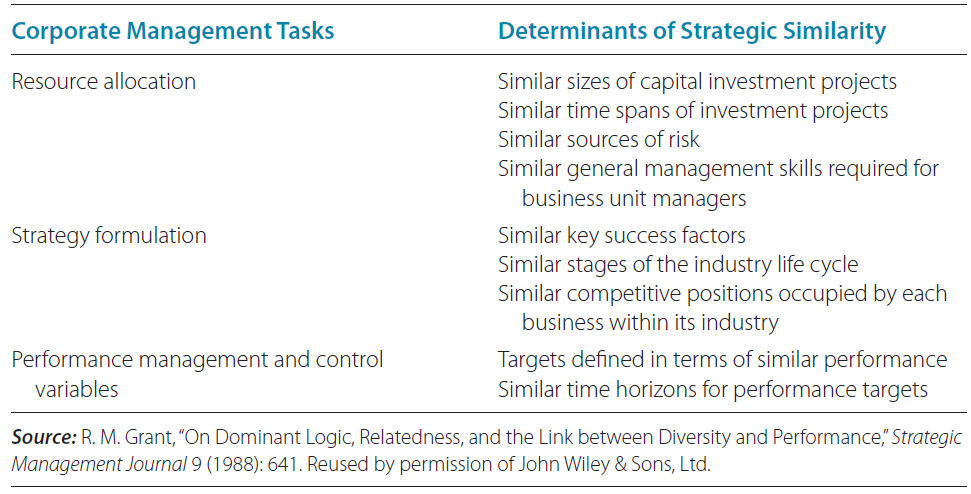 Corporate Management Tasks Determinants of Strategic Similarity
Resource allocation Similar sizes of capital investment projects
Similar time spans of investment projects
Similar sources of risk
Similar general management skills required for
business unit managers
Strategy formulation Similar key success factors
Similar stages of the industry life cycle
Similar competitive positions occupied by each
business within its industry
Performance management and control Targets defined in terms of similar performance
variables Similar time horizons for performance targets
Source: R. M. Grant, “On Dominant Logic, Relatedness, and the Link between Diversity and Performance,” Strategic
Management Journal 9 (1988): 641. Reused by permission of John Wiley & Sons, Ltd.